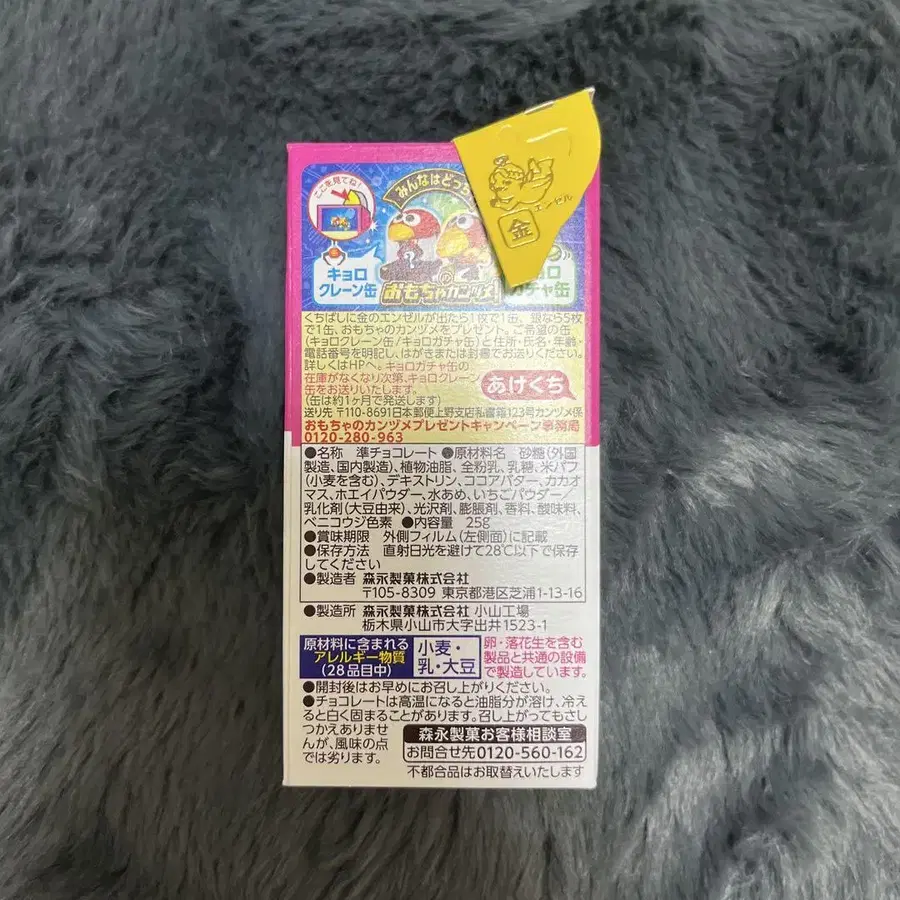 エンゼル
金
ここを見てね!
みんなはどっち
キョロ
クレーン缶
の
おもちゃカンヅメ
ガチャ缶
くちばしに金のエンゼルが出たら1枚で1缶、銀なら5枚
で1缶、おもちゃのカンヅメをプレゼント。ご希望の缶
(キョロクレーン缶/キョロガチャ缶)と住所・氏名・年齢・
電話番号を明記し、はがきまたは封書でお送りください。
詳しくはHPへ。キョロガチャ缶の
在庫がなくなり次第、キョロクレーン
缶をお送りいたします。
(缶は約1ヶ月で発送します)
あけくち
送り先 〒110-8691日本郵便上野支店私書箱123号カンヅメ係
おもちゃのカンヅメプレゼントキャンペーン事務局
0120-280-963
●名称 準チョコレート ●原材料名 砂糖(外国
製造、国内製造)、植物油脂、全粉乳、乳糖、米パフ
(小麦を含む)、デキストリン、ココアパウダー、カカオ
マス、ホエイパウダー、水あめ、いちごパウダー/
乳化剤(大豆由来)、光沢剤、膨脹剤、香料、酸味料、
ベニコウジ色素 ●内容量 25g
●賞味期限 外側フィルム(左側面)に記載
●保存方法 直射日光を避けて28℃以下で保存
してください
●製造者 森永製菓株式会社
〒105-8309 東京都港区芝浦1-13-16
●製造所 森永製菓株式会社 小山工場
栃木県小山市大字出井1523-1
原材料に含まれる
アレルギー物質
(28品目中)
小麦・
乳・大豆
卵・落花生を含む
製品と共通の設備
で製造しています。
●開封後はお早めにお召し上がりください。
●チョコレートは高温になると油脂分が溶け、冷え
ると白く固まることがあります。召し上がってもさし
つかえありませ
んが、風味の点
では劣ります。
森永製菓お客様相談室
お問合せ先0120-560-162
不都合品はお取替えいたします